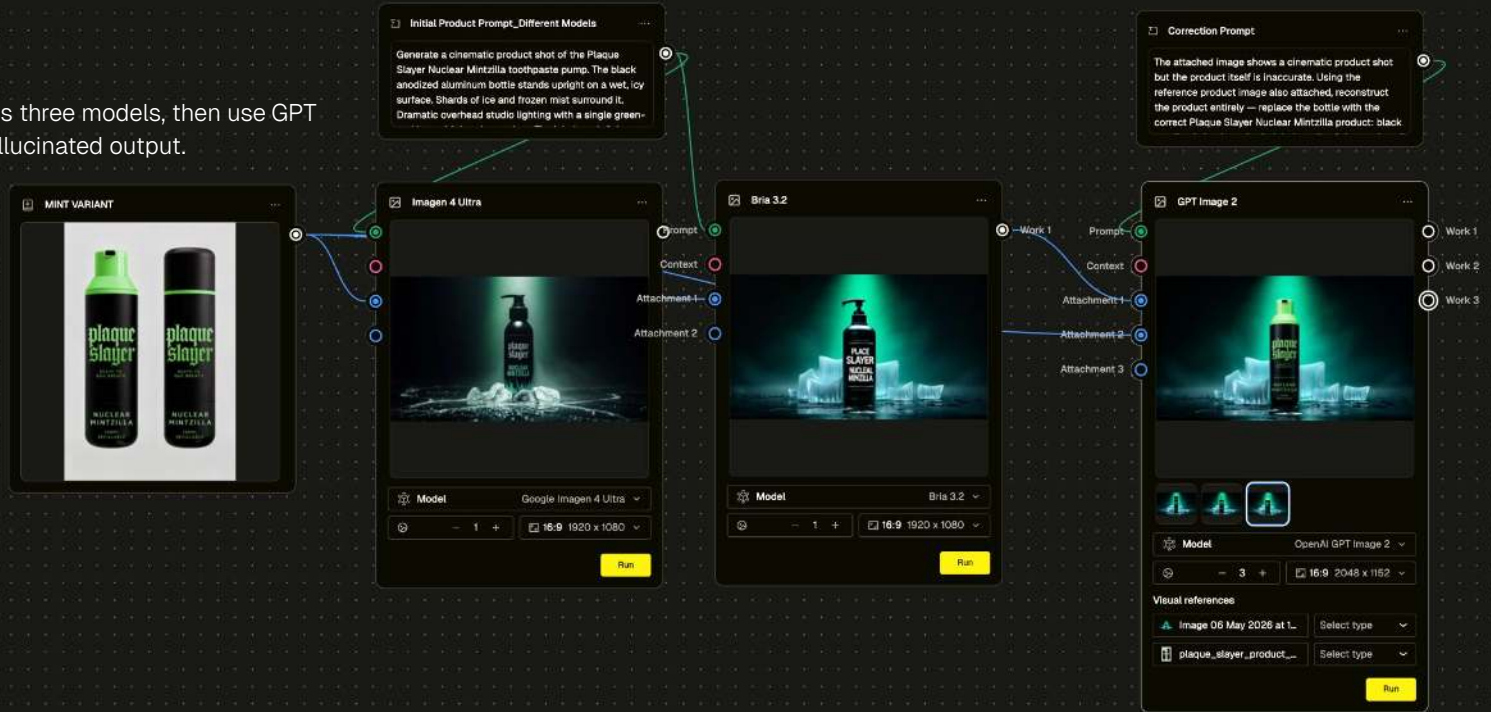 s three models, then use GPT
llucinated output.
Initial Product Prompt_Different Models
Generate a cinematic product shot of the Plaque
Slayer Nuclear Mintzilla toothpaste pump. The black
anodized aluminum bottle stands upright on a wet, icy
surface. Shards of ice and frozen mist surround it.
Dramatic overhead studio lighting with a single green-
Correction Prompt
The attached image shows a cinematic product shot
but the product itself is inaccurate. Using the
reference product image also attached, reconstruct
the product entirely — replace the bottle with the
correct Plaque Slayer Nuclear Mintzilla product: black
MINT VARIANT
plaque
slayer
NUCLEAR
MINTZILLA
plaque
slayer
NUCLEAR
MINTZILLA
Imagen 4 Ultra
plaque
slayer
NUCLEAR
MINTZILLA
Model
Google Imagen 4 Ultra
1
16:9 1920 x 1080
Run
Bria 3.2
Prompt
Context
Attachment 1
Attachment 2
Work 1
PLACE
SLAYER
NUCLEAL
MINTZILLA
Model
Bria 3.2
1
16:9 1920 x 1080
Run
GPT Image 2
Prompt
Context
Attachment 1
Attachment 2
Attachment 3
Work 1
Work 2
Work 3
plaque
slayer
NUCLEAR
MINTZILLA
Model
OpenAI GPT Image 2
3
16:9 2048 x 1152
Visual references
Image 06 May 2026 at 1...
Select type
plaque_slayer_product_...
Select type
Run